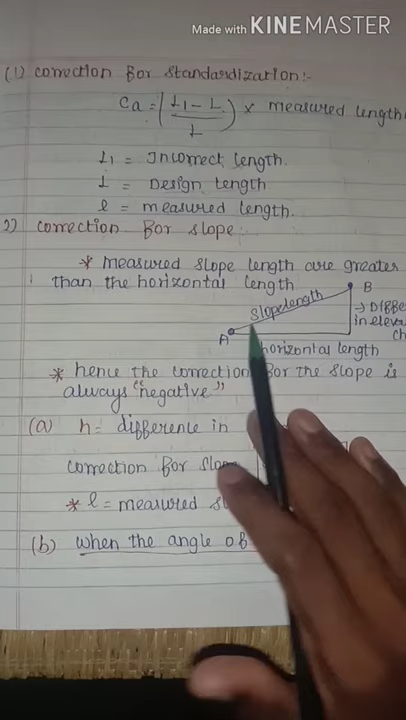 Made with KINEMASTER
(1) correction for standardization:-
Ca = (L1 - L / L) × measured length
L1 = Incorrect length.
L = Design length
l = measured length.
2) correction for slope:
* measured slope length are greater
than the horizontal length
B
slope length
in
A
horizontal length
* hence the correction for the slope is
always "negative"
(a) h = difference in
correction for slope
* l = measured
(b) when the angle of